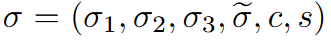 σ = (σ₁, σ₂, σ₃, σ̃, c, s)